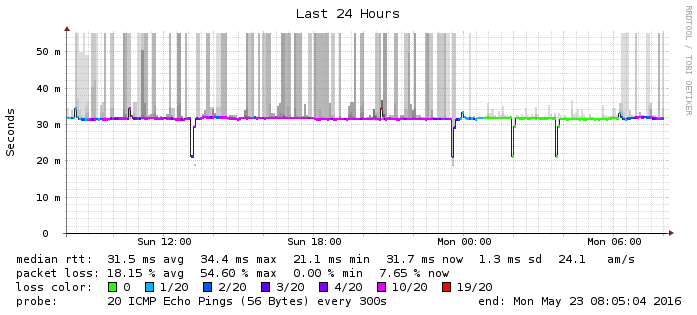 Last 24 Hours
RRDTOOL / TOBI OETIKER
Seconds
50 m
40 m
30 m
20 m
10 m
0
Sun 12:00 Sun 18:00 Mon 00:00 Mon 06:00
median rtt: 31.5 ms avg 34.4 ms max 21.1 ms min 31.7 ms now 1.3 ms sd 24.1 am/s
packet loss: 18.15 % avg 54.60 % max 0.00 % min 7.65 % now
loss color: 0 1/20 2/20 3/20 4/20 10/20 19/20
probe: 20 ICMP Echo Pings (56 Bytes) every 300s end: Mon May 23 08:05:04 2016